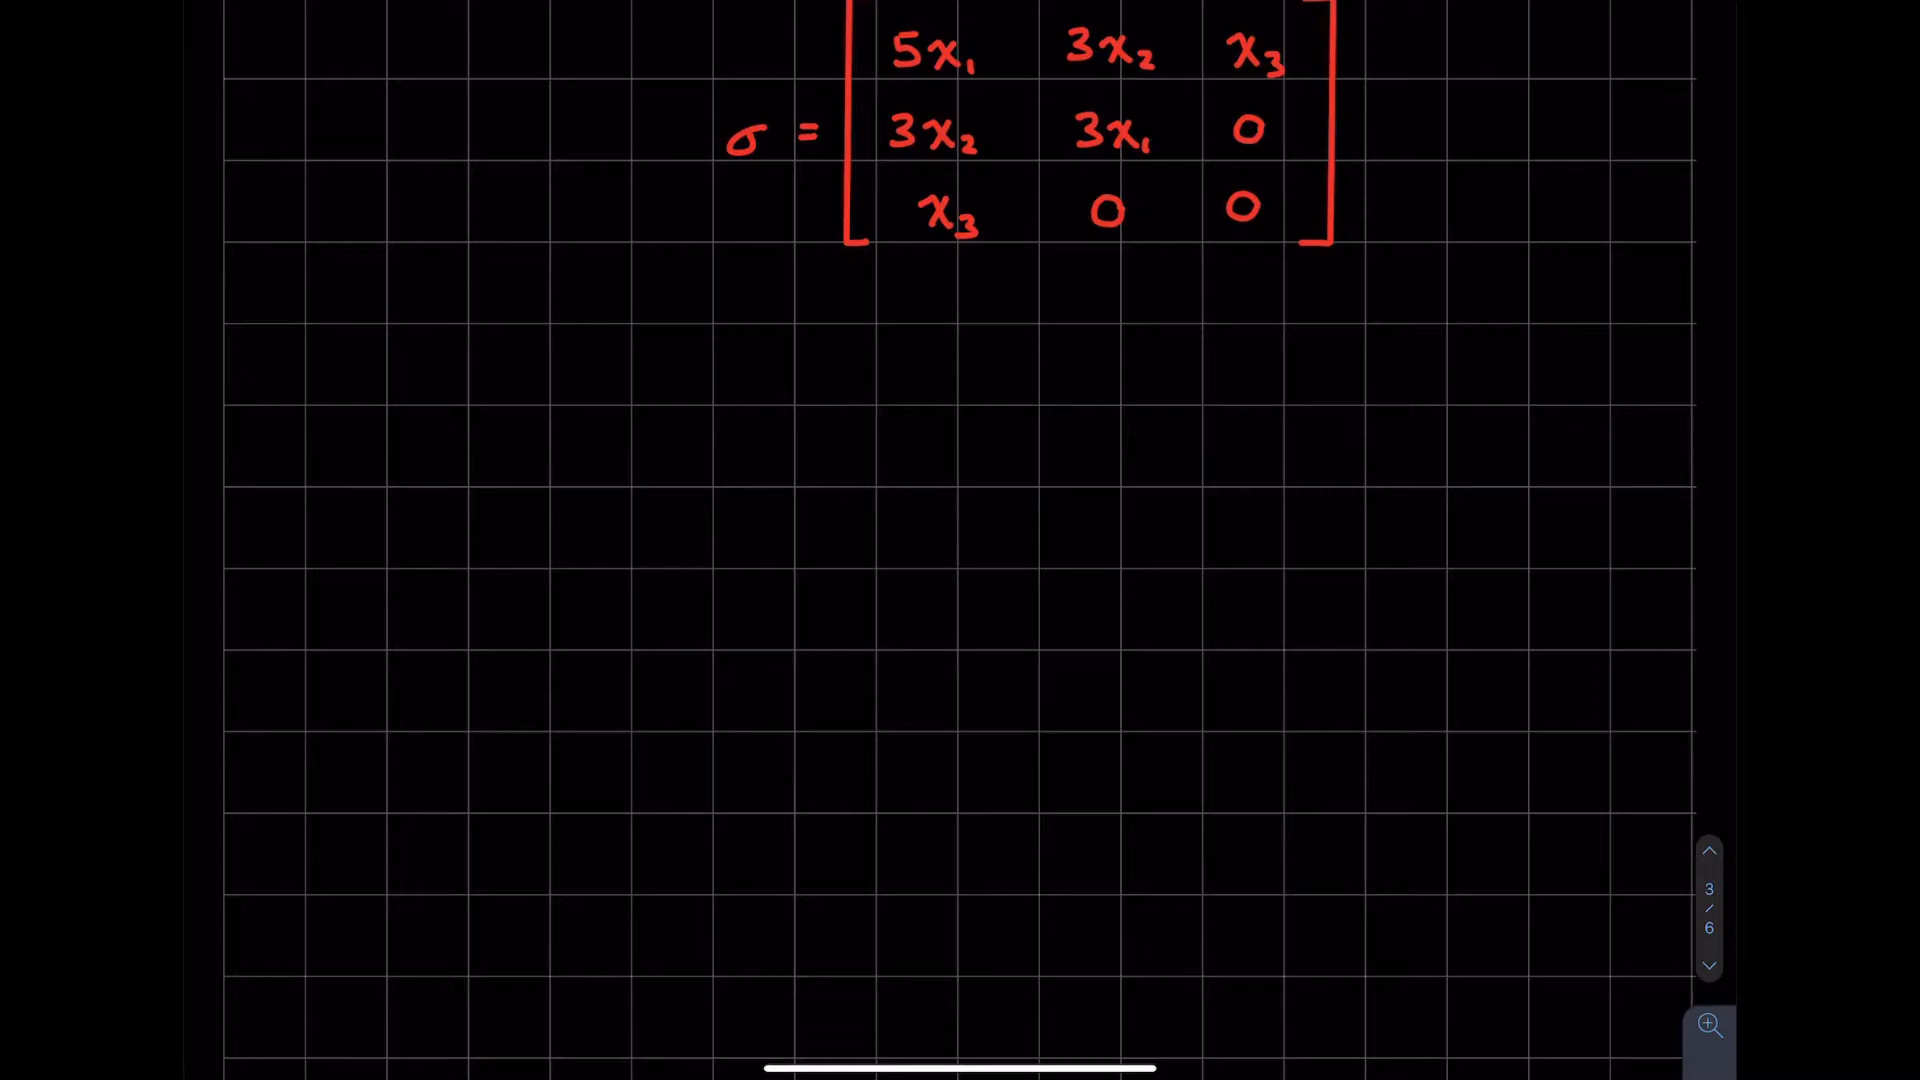 5x₁ 3x₂ x₃
σ = 3x₂ 3x₁ 0
x₃ 0 0
3
/
6